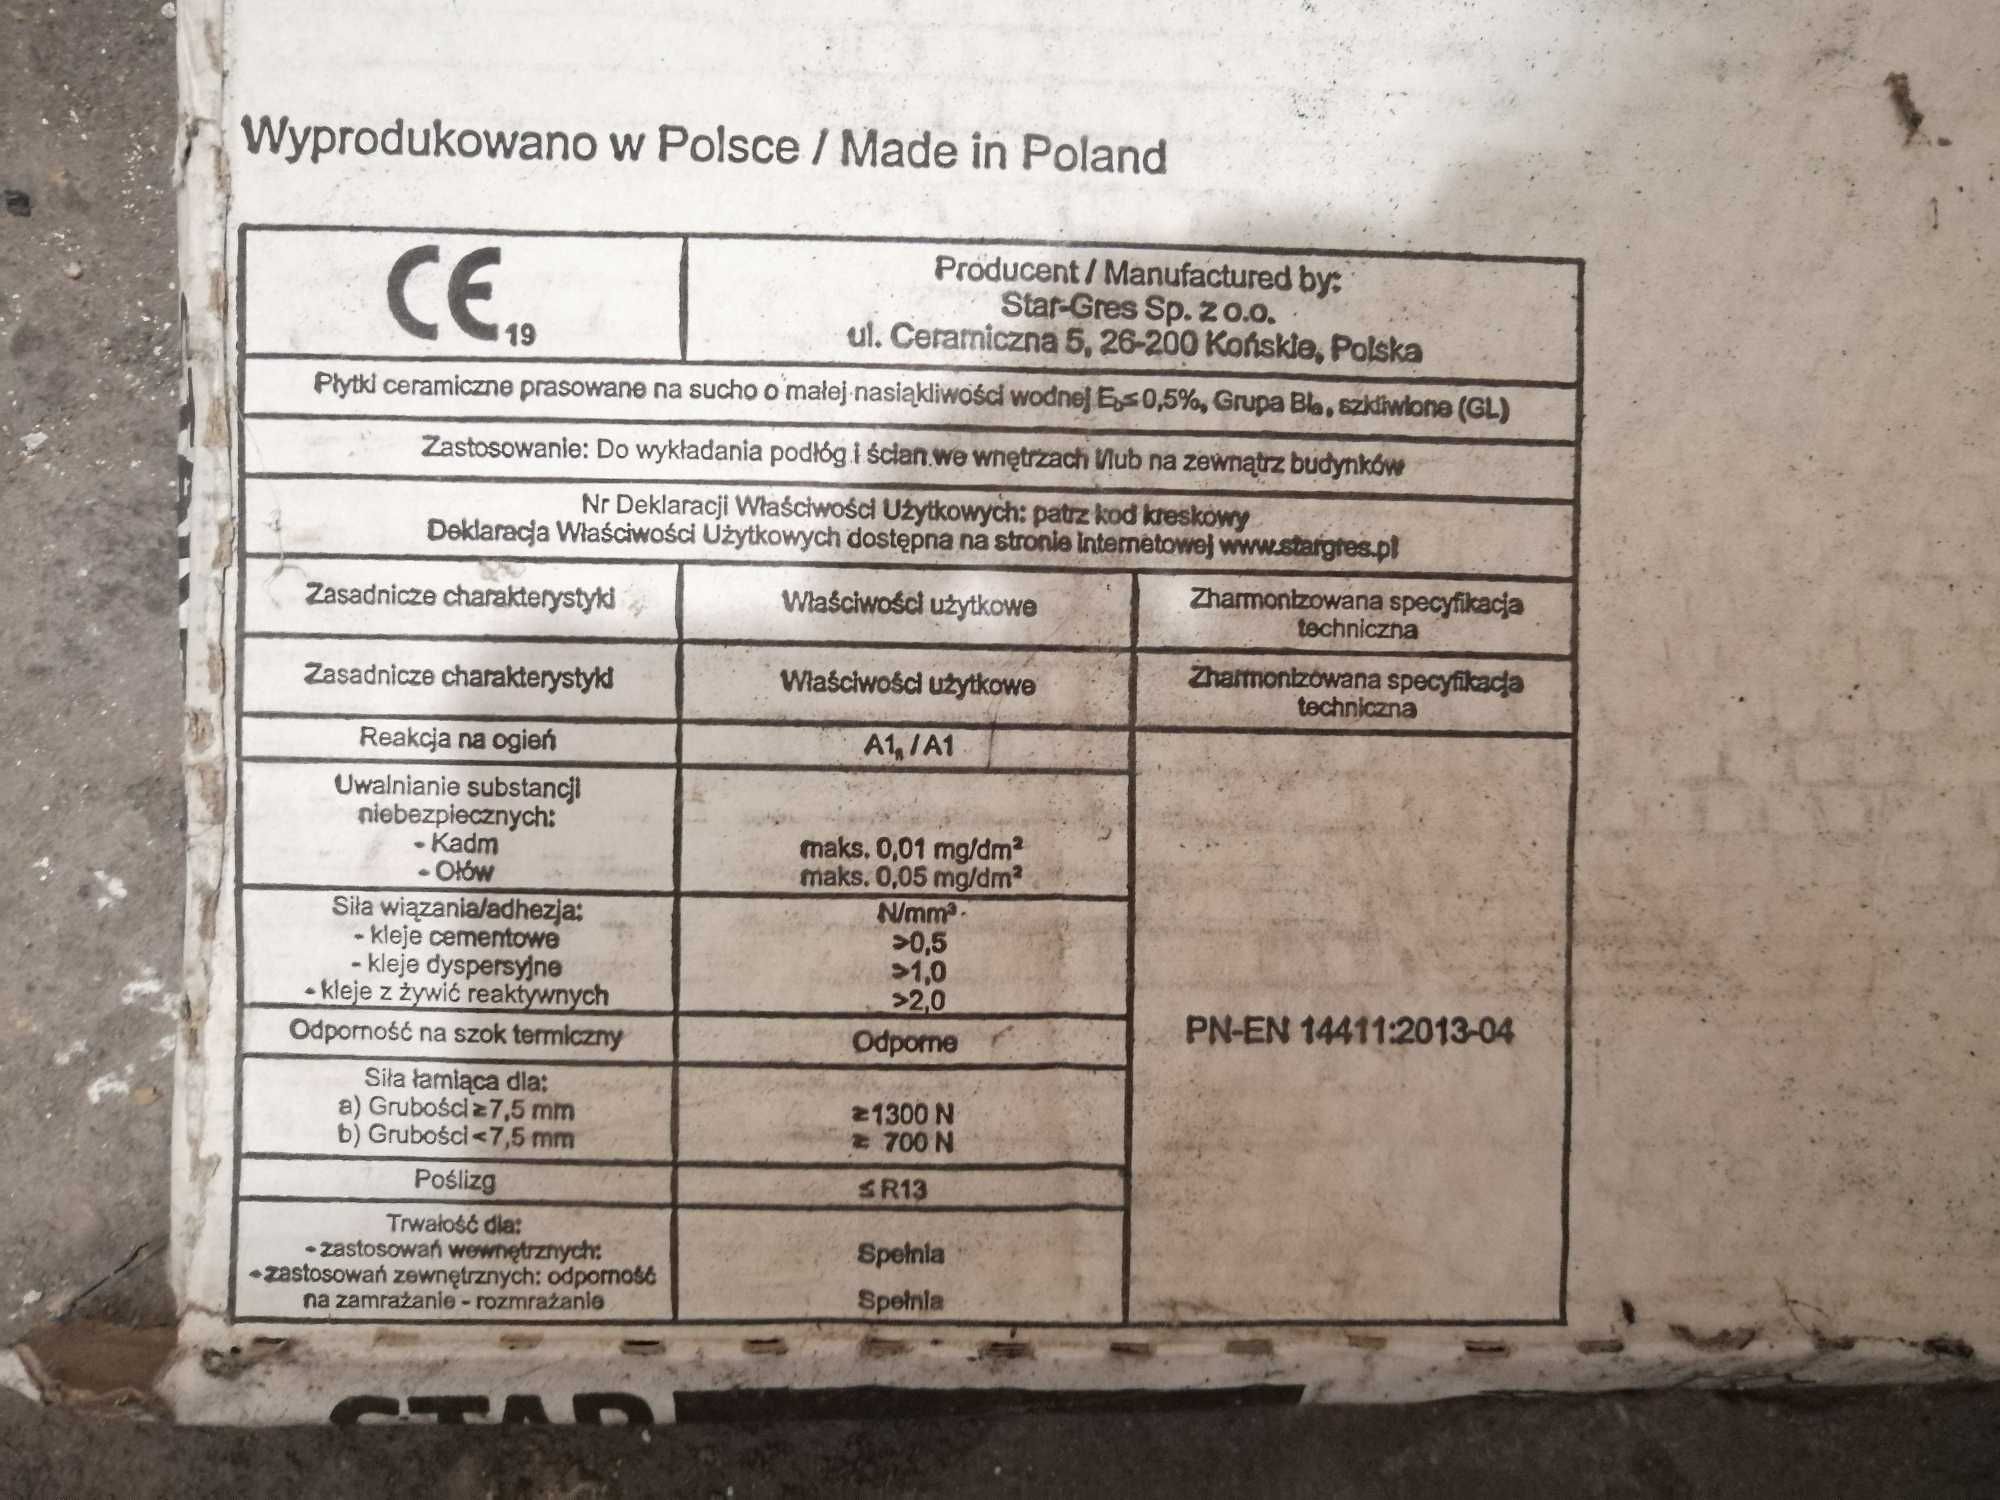 Wyprodukowano w Polsce / Made in Poland
CE 19
Producent / Manufactured by:
Star-Gres Sp. z o.o.
ul. Ceramiczna 5, 26-200 Końskie, Polska
Płytki ceramiczne prasowane na sucho o małej nasiąkliwości wodnej Eb≤0,5%, Grupa BIa, szkliwione (GL)
Zastosowanie: Do wykładania podłóg i ścian we wnętrzach i/lub na zewnątrz budynków
Nr Deklaracji Właściwości Użytkowych: patrz kod kreskowy
Deklaracja Właściwości Użytkowych dostępna na stronie internetowej www.stargres.pl
Zasadnicze charakterystyki Właściwości użytkowe Zharmonizowana specyfikacja
techniczna
Zasadnicze charakterystyki Właściwości użytkowe Zharmonizowana specyfikacja
techniczna
Reakcja na ogień A1fl / A1
Uwalnianie substancji
niebezpiecznych:
- Kadm maks. 0,01 mg/dm²
- Ołów maks. 0,05 mg/dm²
Siła wiązania/adhezja: N/mm²
- kleje cementowe >0,5
- kleje dyspersyjne >1,0
- kleje z żywić reaktywnych >2,0
Odporność na szok termiczny Odporne
PN-EN 14411:2013-04
Siła łamiąca dla:
a) Grubości ≥7,5 mm ≥1300 N
b) Grubości <7,5 mm ≥ 700 N
Poślizg ≤ R13
Trwałość dla:
- zastosowań wewnętrznych: Spełnia
- zastosowań zewnętrznych: odporność
na zamrażanie - rozmrażanie Spełnia
STAR